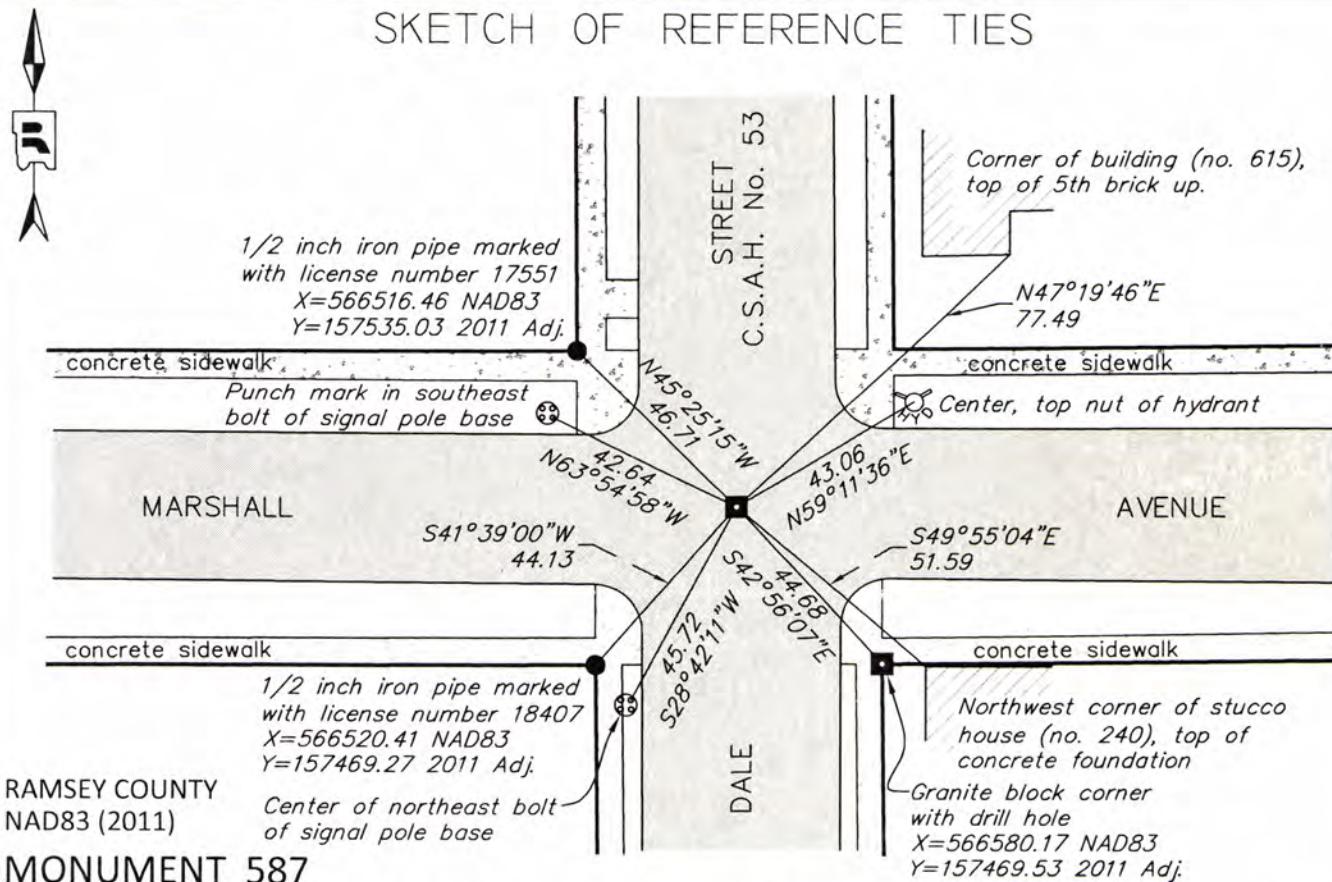 SKETCH OF REFERENCE TIES
STREET
C.S.A.H. No. 53
Corner of building (no. 615),
top of 5th brick up.
1/2 inch iron pipe marked
with license number 17551
X=566516.46 NAD83
Y=157535.03 2011 Adj.
N47°19'46"E
77.49
concrete sidewalk
concrete sidewalk
Punch mark in southeast
bolt of signal pole base
N45°25'15"W
46.71
Center, top nut of hydrant
42.64
N63°54'58"W
43.06
N59°11'36"E
MARSHALL
AVENUE
S41°39'00"W
44.13
S49°55'04"E
51.59
44.68
S42°56'07"E
45.72
S28°42'11"W
concrete sidewalk
concrete sidewalk
1/2 inch iron pipe marked
with license number 18407
X=566520.41 NAD83
Y=157469.27 2011 Adj.
DALE
Northwest corner of stucco
house (no. 240), top of
concrete foundation
Center of northeast bolt
of signal pole base
Granite block corner
with drill hole
X=566580.17 NAD83
Y=157469.53 2011 Adj.
RAMSEY COUNTY
NAD83 (2011)
MONUMENT 587